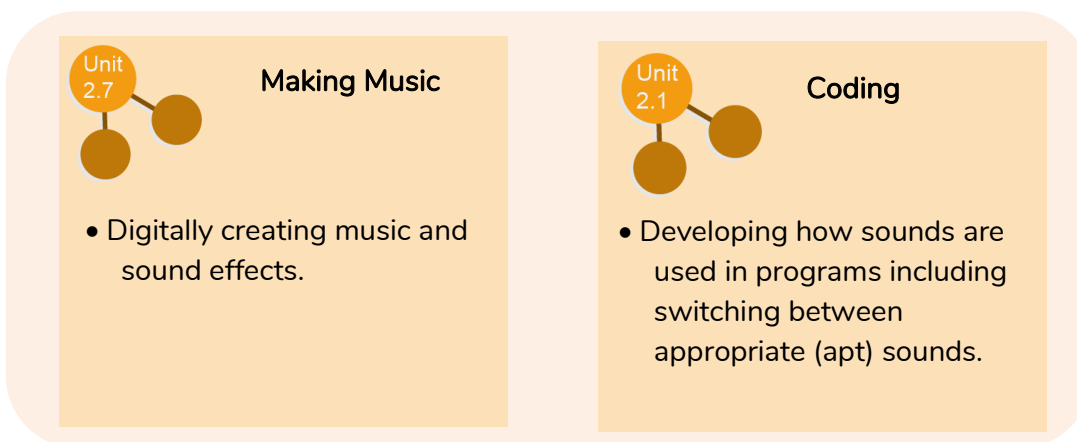 Unit
2.7
Making Music
• Digitally creating music and
sound effects.
Unit
2.1
Coding
• Developing how sounds are
used in programs including
switching between
appropriate (apt) sounds.